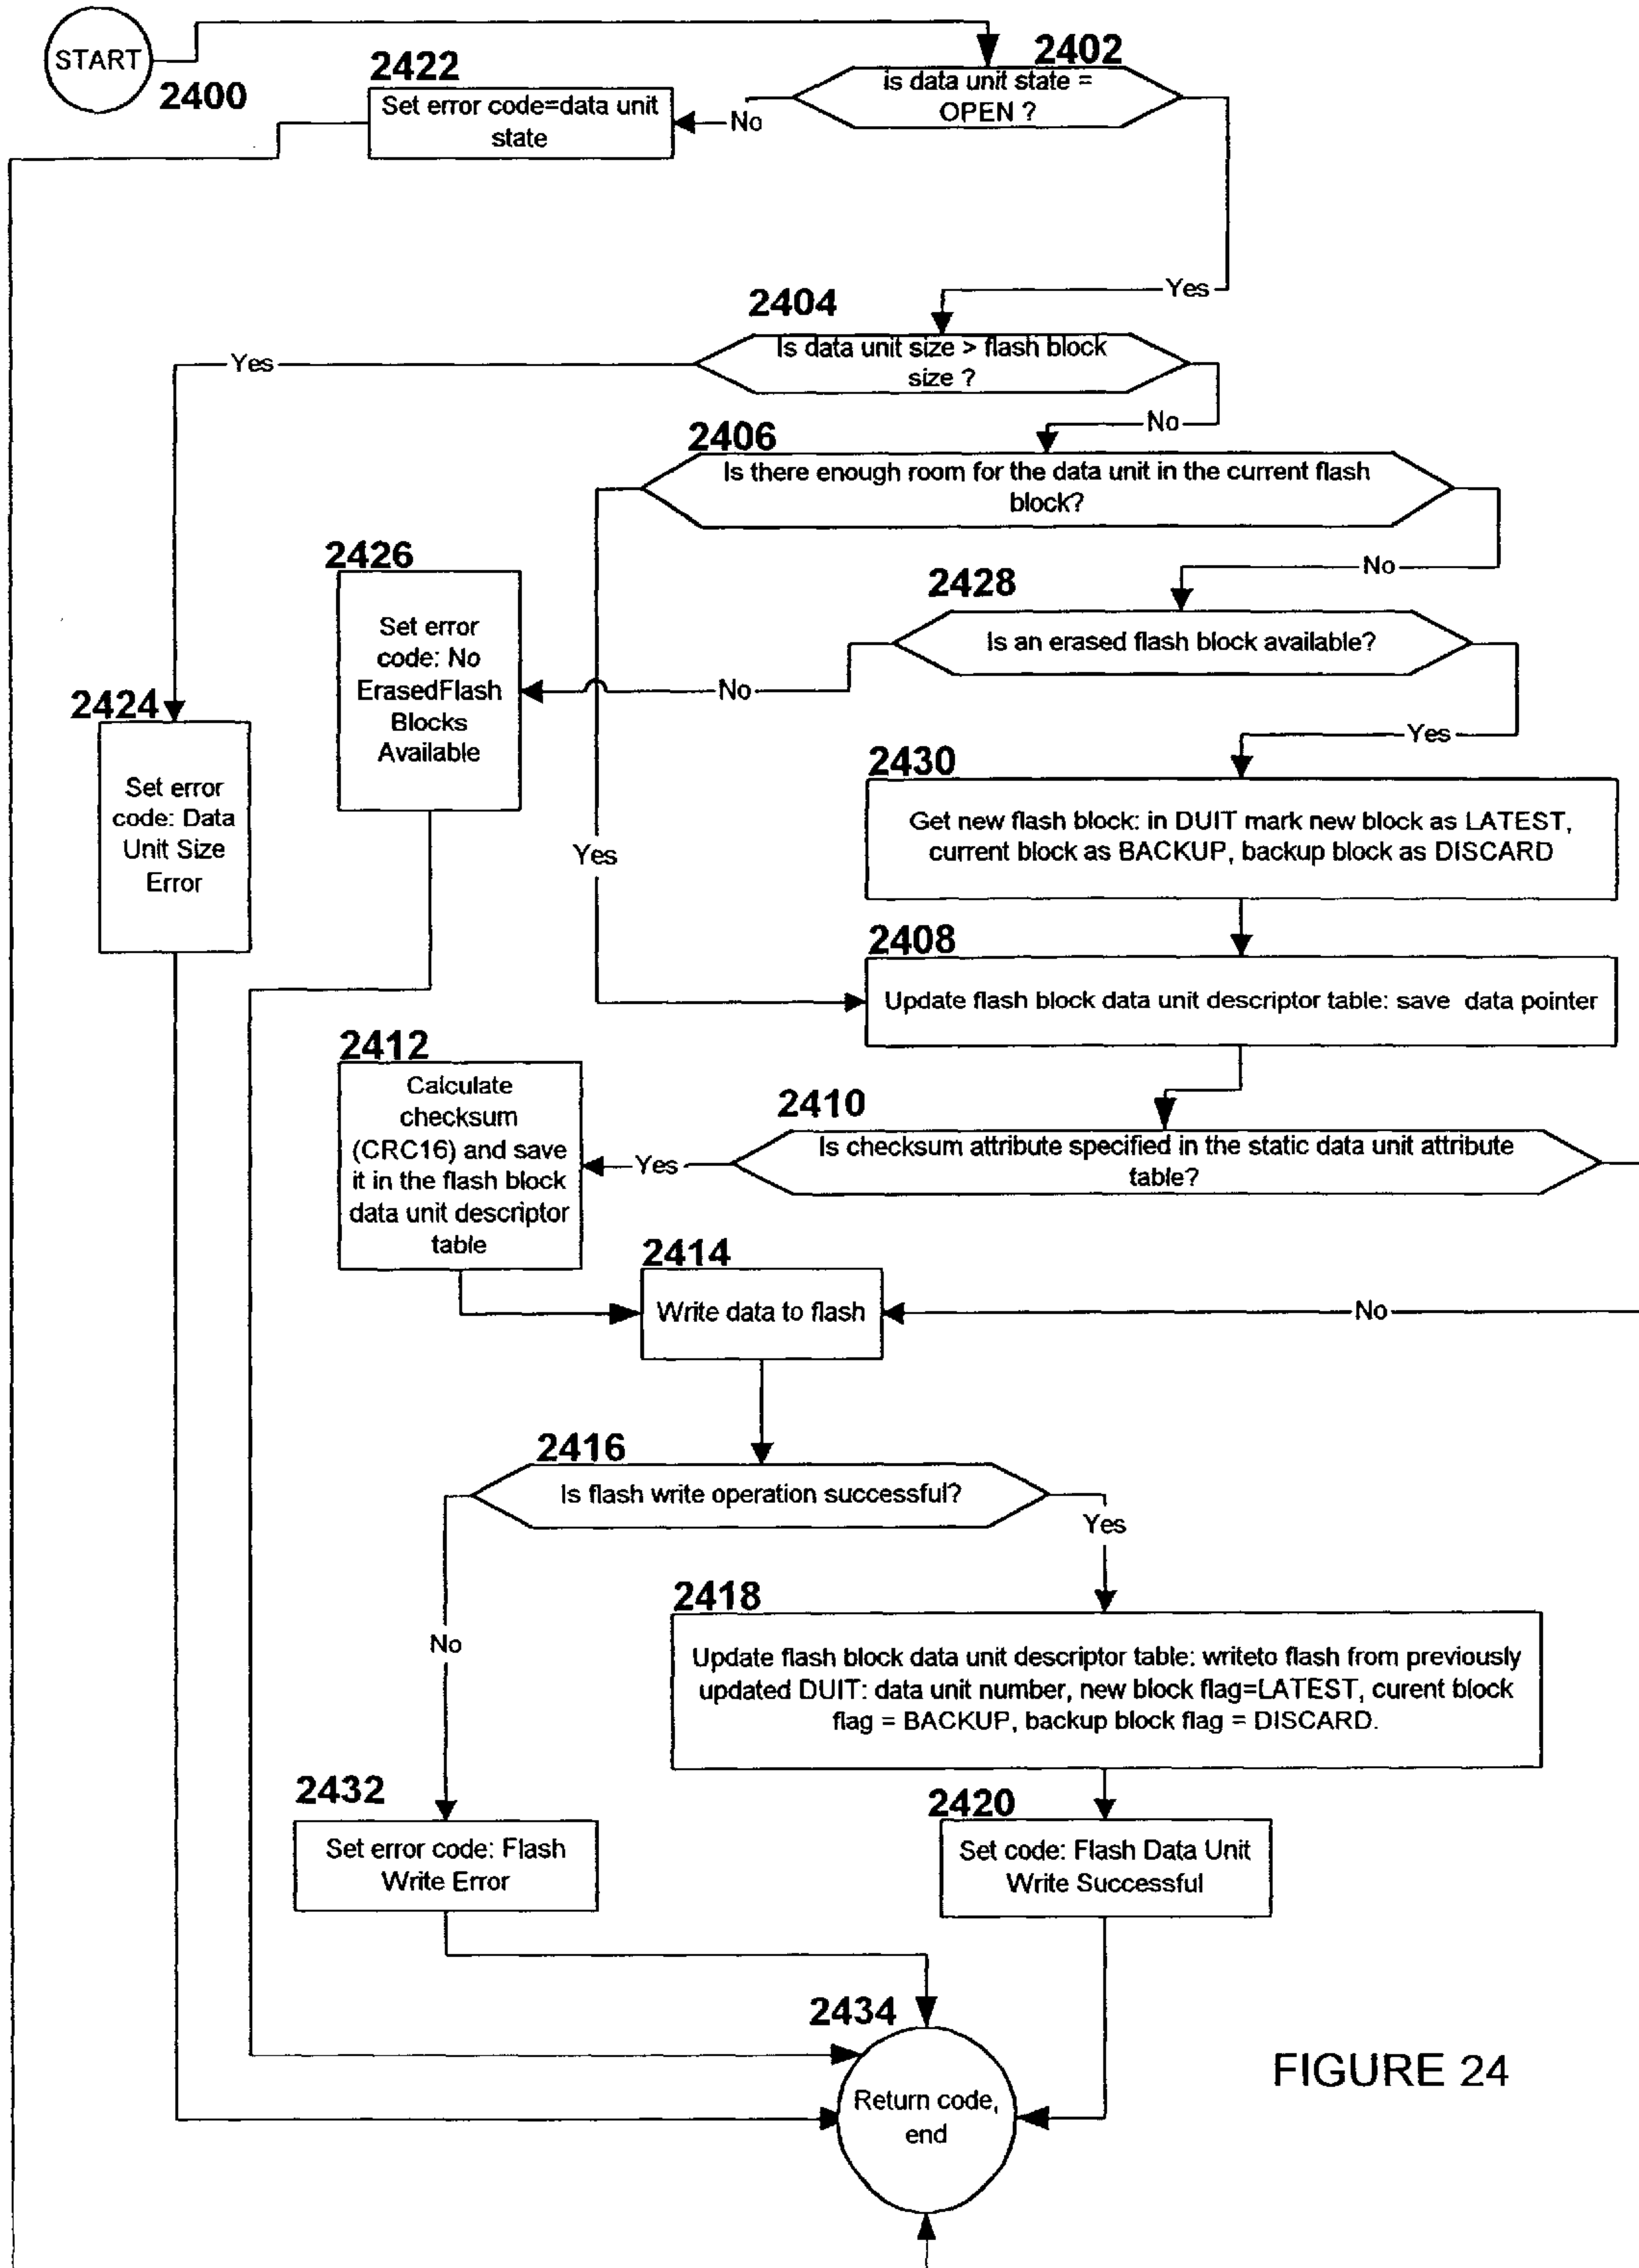 START
2400
2402
is data unit state =
OPEN ?
2422
Set error code=data unit
state
No
Yes
2404
Is data unit size > flash block
size ?
Yes
No
2406
Is there enough room for the data unit in the current flash
block?
No
2426
Set error
code: No
ErasedFlash
Blocks
Available
2428
Is an erased flash block available?
No
Yes
2424
Set error
code: Data
Unit Size
Error
Yes
2430
Get new flash block: in DUIT mark new block as LATEST,
current block as BACKUP, backup block as DISCARD
2408
Update flash block data unit descriptor table: save data pointer
2412
Calculate
checksum
(CRC16) and save
it in the flash block
data unit descriptor
table
2410
Is checksum attribute specified in the static data unit attribute
table?
Yes
2414
Write data to flash
No
2416
Is flash write operation successful?
Yes
No
2418
Update flash block data unit descriptor table: writeto flash from previously
updated DUIT: data unit number, new block flag=LATEST, curent block
flag = BACKUP, backup block flag = DISCARD.
2432
Set error code: Flash
Write Error
2420
Set code: Flash Data Unit
Write Successful
2434
Return code,
end
FIGURE 24